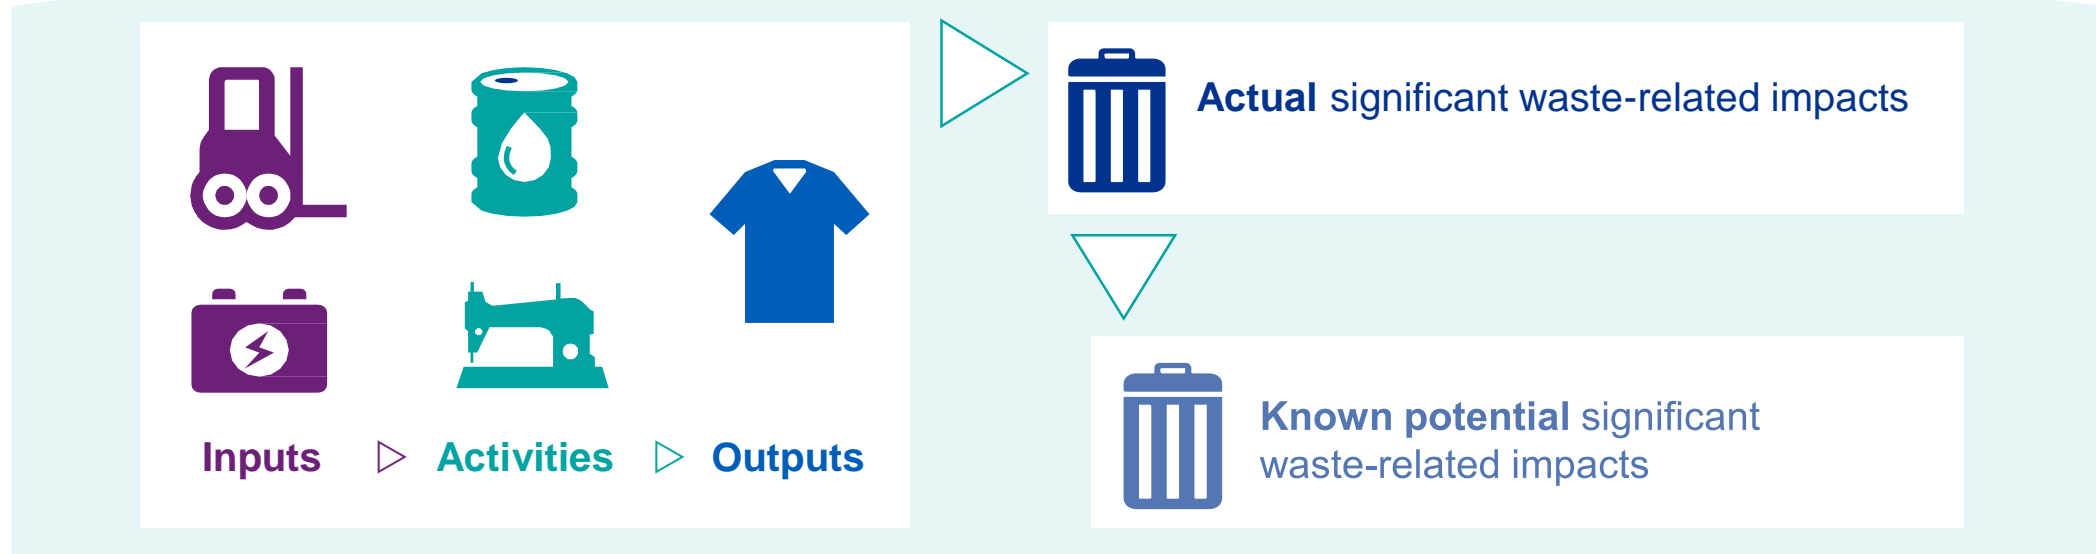 Inputs
Activities
Outputs
Actual significant waste-related impacts
Known potential significant
waste-related impacts